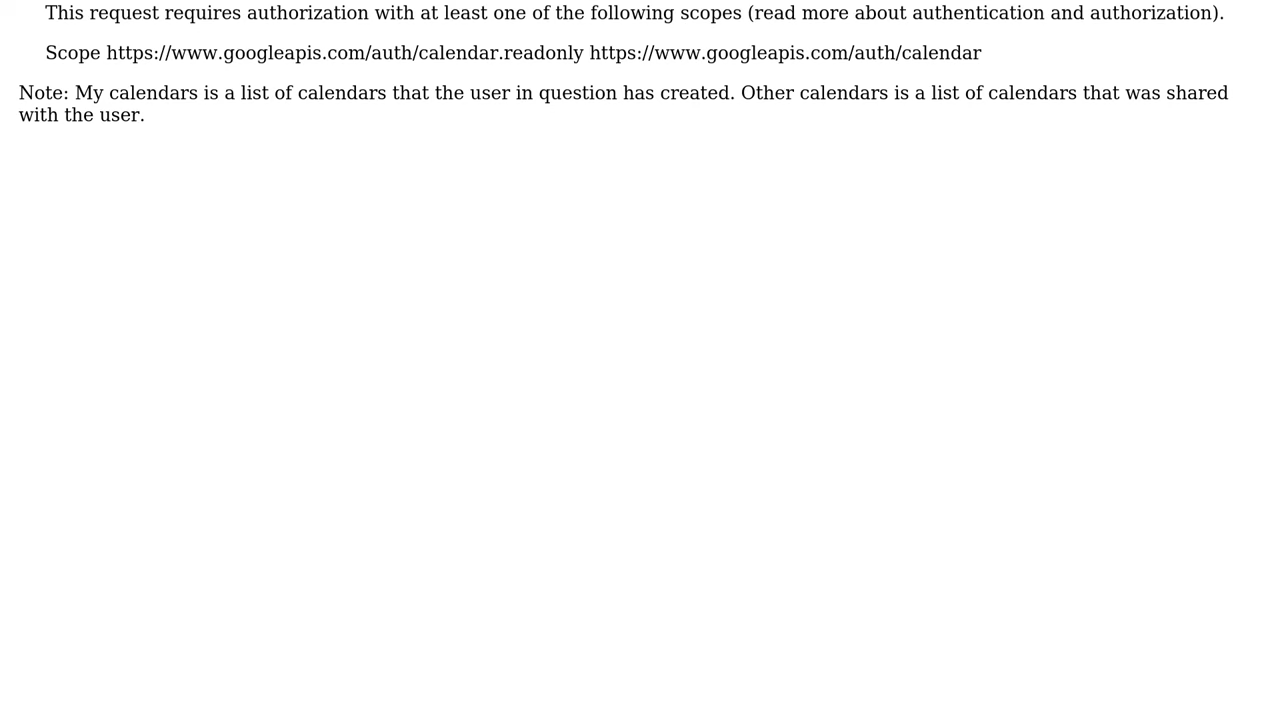 This request requires authorization with at least one of the following scopes (read more about authentication and authorization).
Scope https://www.googleapis.com/auth/calendar.readonly https://www.googleapis.com/auth/calendar
Note: My calendars is a list of calendars that the user in question has created. Other calendars is a list of calendars that was shared
with the user.